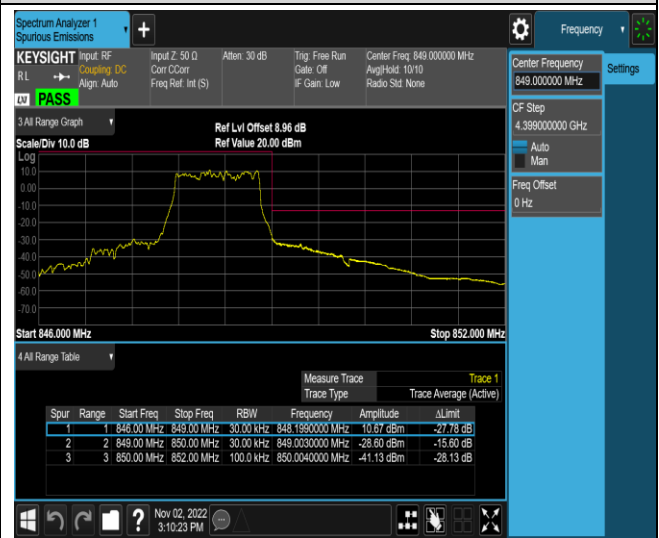 Spectrum Analyzer 1
Spurious Emissions
+
Frequency
KEYSIGHT Input: RF Input Z: 50 Ω Atten: 30 dB Trig: Free Run Center Freq: 849.000000 MHz
R L Coupling: DC Corr CCorr Gate: Off Avg|Hold: 10/10
Align: Auto Freq Ref: Int (S) IF Gain: Low Radio Std: None
LXI PASS
Center Frequency
849.000000 MHz
Settings
CF Step
4.399000000 GHz
Auto
Man
Freq Offset
0 Hz
3 All Range Graph
Ref Lvl Offset 8.96 dB
Scale/Div 10.0 dB Ref Value 20.00 dBm
Log
10.0
0.00
-10.0
-20.0
-30.0
-40.0
-50.0
-60.0
-70.0
Start 846.000 MHz Stop 852.000 MHz
4 All Range Table
Measure Trace Trace 1
Trace Type Trace Average (Active)
Spur Range Start Freq Stop Freq RBW Frequency Amplitude ΔLimit
1 1 846.00 MHz 849.00 MHz 30.00 kHz 848.1990000 MHz 10.67 dBm -27.78 dB
2 2 849.00 MHz 850.00 MHz 30.00 kHz 849.0030000 MHz -28.60 dBm -15.60 dB
3 3 850.00 MHz 852.00 MHz 100.0 kHz 850.0040000 MHz -41.13 dBm -28.13 dB
? Nov 02, 2022
3:10:23 PM